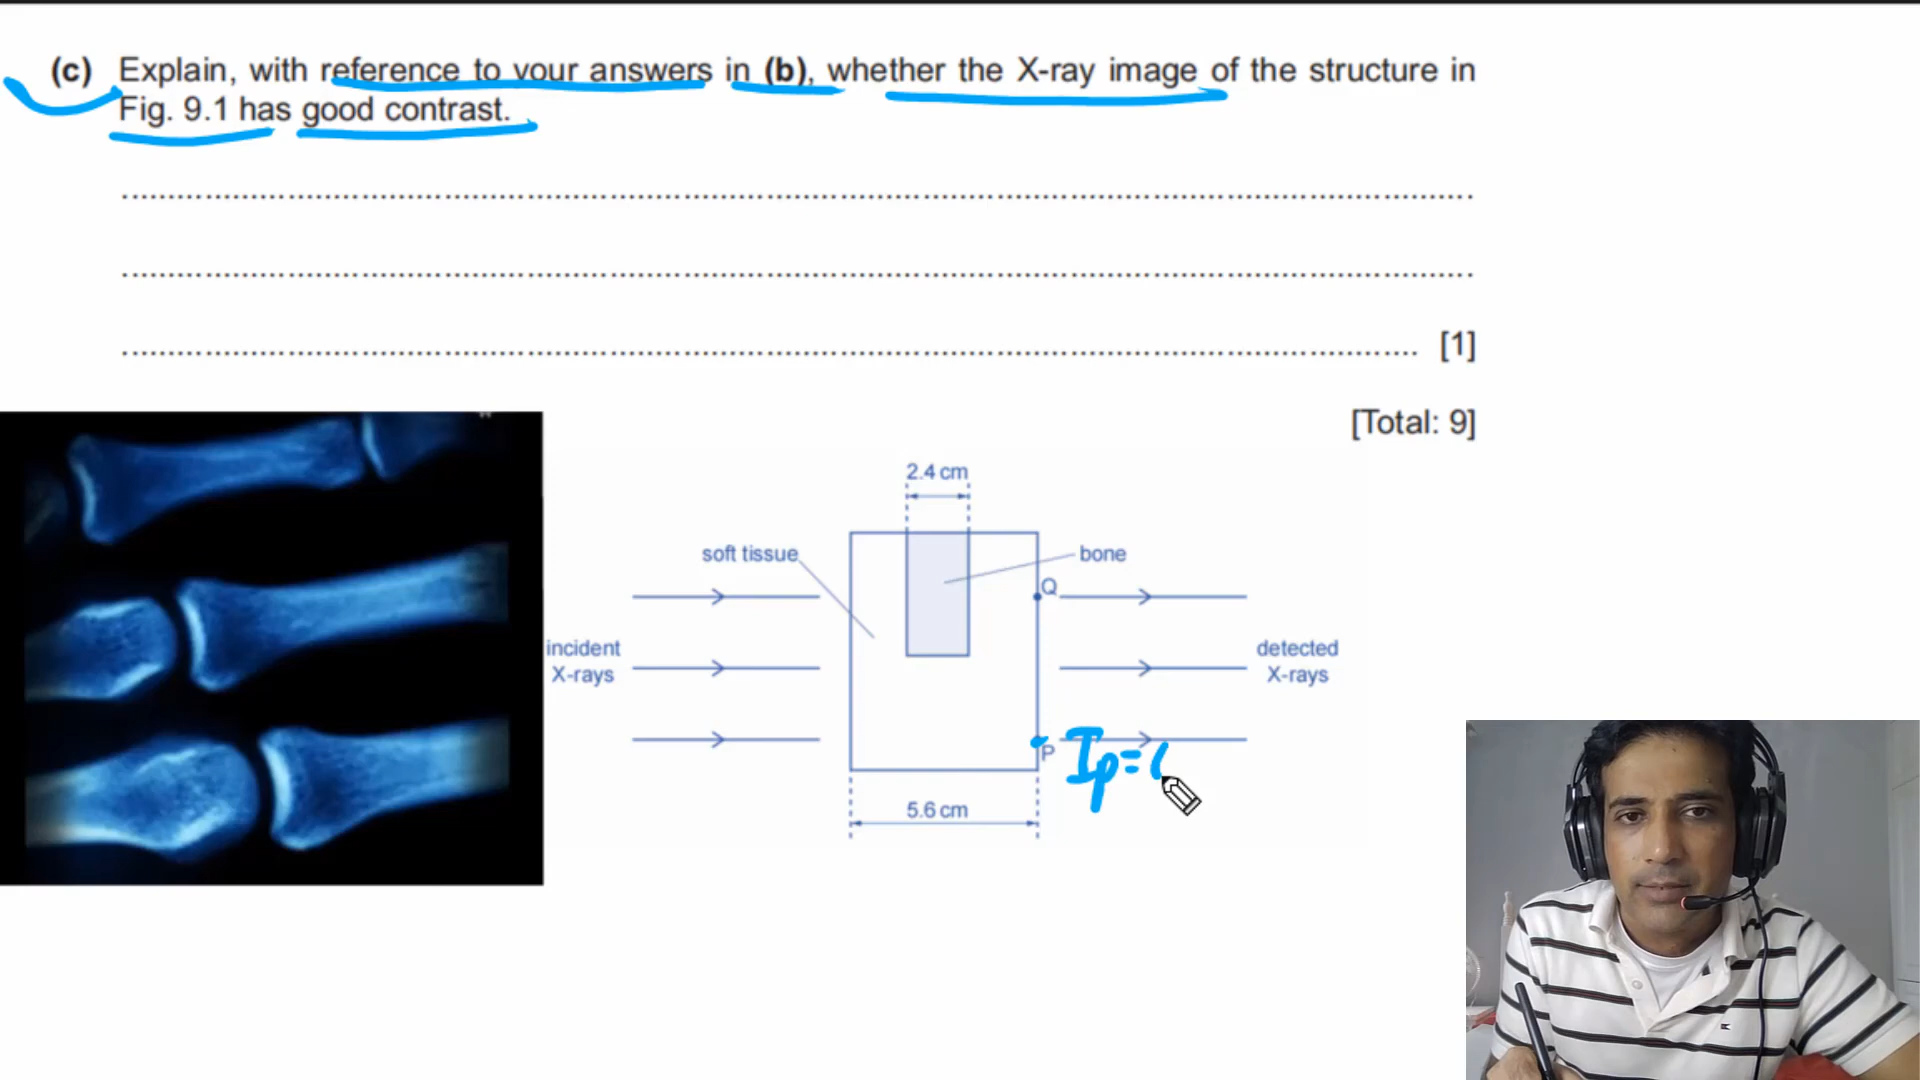 (c) Explain, with reference to your answers in (b), whether the X-ray image of the structure in
Fig. 9.1 has good contrast.
[1]
[Total: 9]
2.4 cm
soft tissue
bone
Q
incident
X-rays
detected
X-rays
P
Ip=
5.6 cm